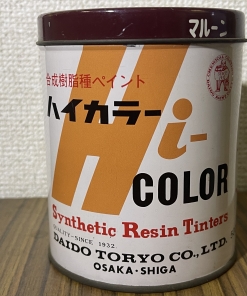 マルーン
合成樹脂種ペイント
ハイカラー
Hi-
COLOR
Synthetic Resin Tinters
QUALITY-SINCE 1932
DAIDO TORYO CO., LTD.
OSAKA・SHIGA